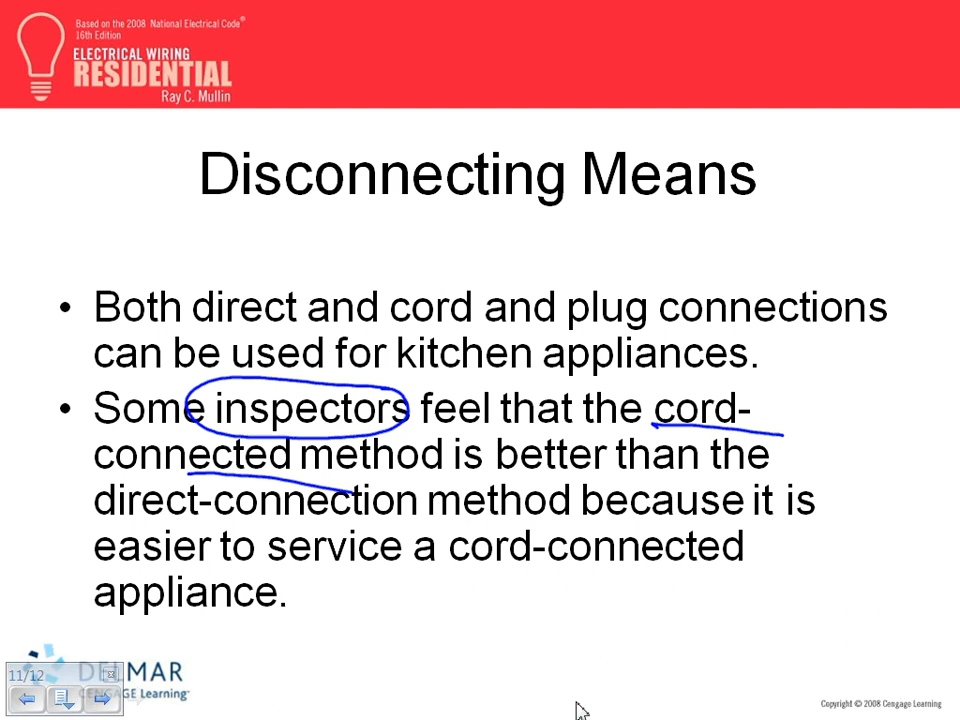 Based on the 2008 National Electrical Code®
16th Edition
ELECTRICAL WIRING
RESIDENTIAL
Ray C. Mullin
Disconnecting Means
• Both direct and cord and plug connections
can be used for kitchen appliances.
• Some inspectors feel that the cord-
connected method is better than the
direct-connection method because it is
easier to service a cord-connected
appliance.
11/12
DELMAR
CENGAGE Learning™
Copyright © 2008 Cengage Learning